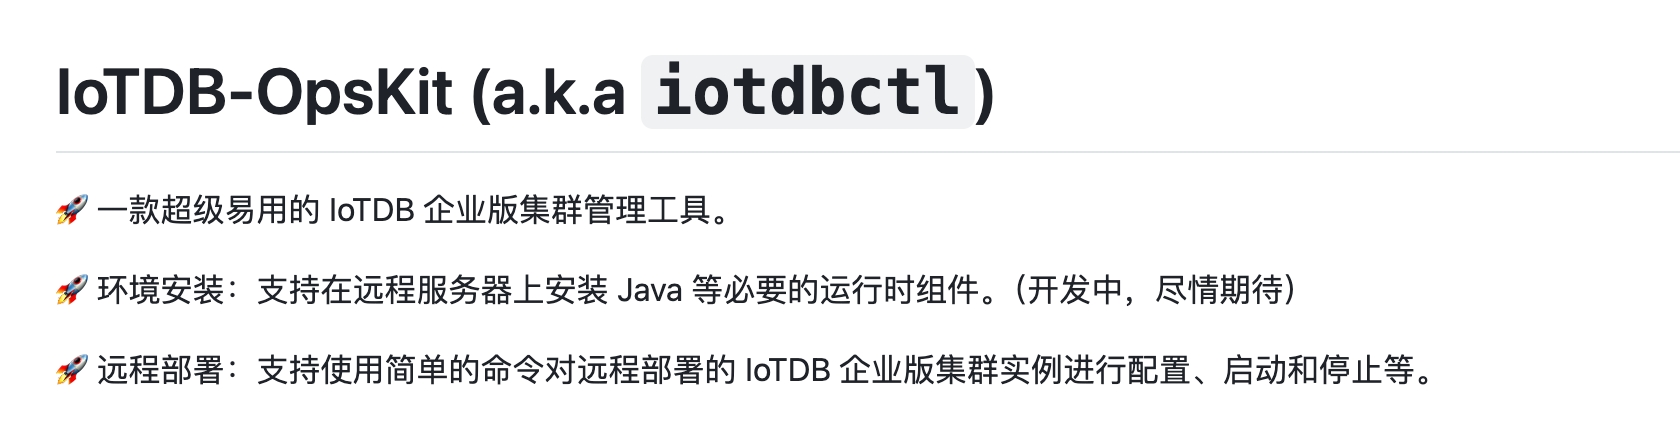 IoTDB-OpsKit (a.k.a iotdbctl)
🚀 一款超级易用的 IoTDB 企业版集群管理工具。
🚀 环境安装：支持在远程服务器上安装 Java 等必要的运行时组件。（开发中，尽情期待）
🚀 远程部署：支持使用简单的命令对远程部署的 IoTDB 企业版集群实例进行配置、启动和停止等。